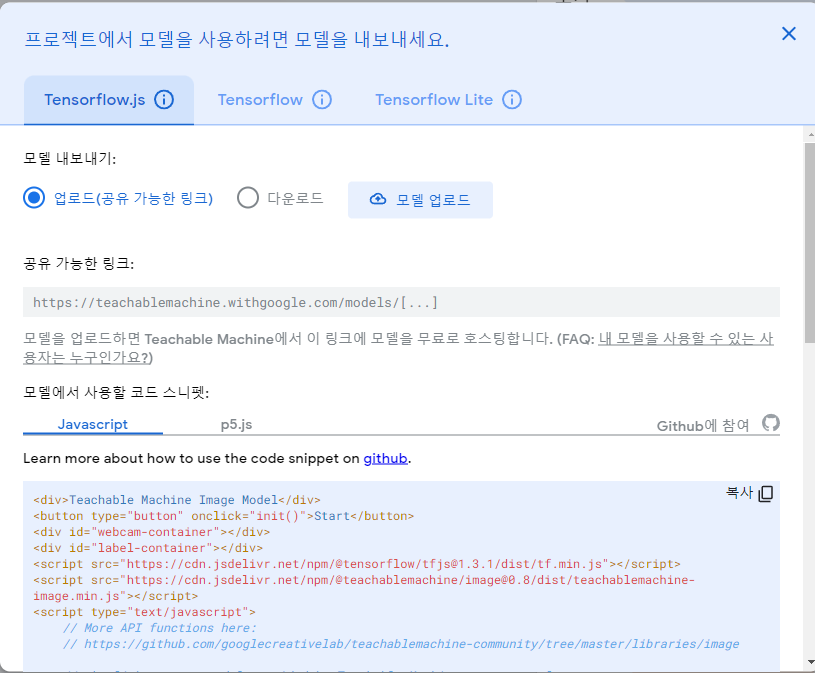 프로젝트에서 모델을 사용하려면 모델을 내보내세요.
Tensorflow.js
Tensorflow
Tensorflow Lite
모델 내보내기:
업로드(공유 가능한 링크)
다운로드
모델 업로드
공유 가능한 링크:
https://teachablemachine.withgoogle.com/models/[...]
모델을 업로드하면 Teachable Machine에서 이 링크에 모델을 무료로 호스팅합니다. (FAQ: 내 모델을 사용할 수 있는 사
용자는 누구인가요?)
모델에서 사용할 코드 스니펫:
Javascript
p5.js
Github에 참여
Learn more about how to use the code snippet on github.
복사
<div>Teachable Machine Image Model</div>
<button type="button" onclick="init()">Start</button>
<div id="webcam-container"></div>
<div id="label-container"></div>
<script src="https://cdn.jsdelivr.net/npm/@tensorflow/tfjs@1.3.1/dist/tf.min.js"></script>
<script src="https://cdn.jsdelivr.net/npm/@teachablemachine/image@0.8/dist/teachablemachine-
image.min.js"></script>
<script type="text/javascript">
// More API functions here:
// https://github.com/googlecreativelab/teachablemachine-community/tree/master/libraries/image